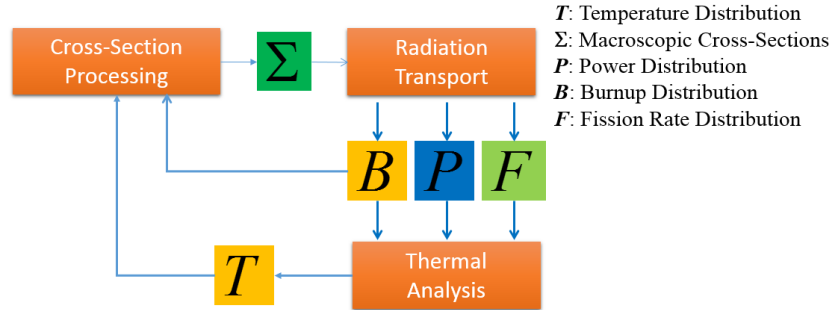 Cross-Section
Processing
Σ
Radiation
Transport
T: Temperature Distribution
Σ: Macroscopic Cross-Sections
P: Power Distribution
B: Burnup Distribution
F: Fission Rate Distribution
B
P
F
T
Thermal
Analysis